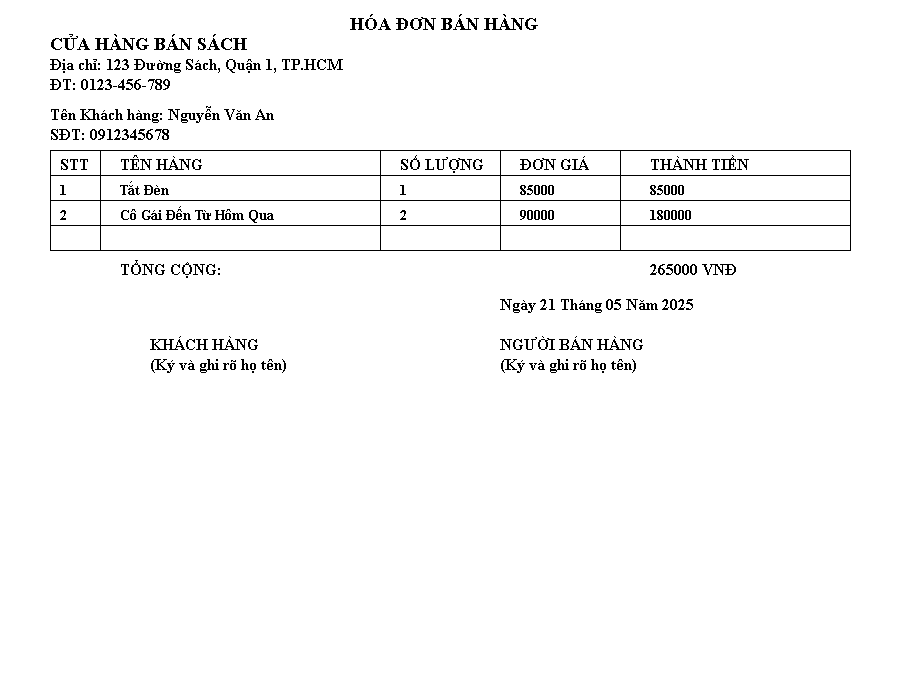 HÓA ĐƠN BÁN HÀNG
CỬA HÀNG BÁN SÁCH
Địa chỉ: 123 Đường Sách, Quận 1, TP.HCM
ĐT: 0123-456-789
Tên Khách hàng: Nguyễn Văn An
SĐT: 0912345678
STT TÊN HÀNG SỐ LƯỢNG ĐƠN GIÁ THÀNH TIỀN
1 Tắt Đèn 1 85000 85000
2 Cô Gái Đến Từ Hôm Qua 2 90000 180000
TỔNG CỘNG: 265000 VNĐ
Ngày 21 Tháng 05 Năm 2025
KHÁCH HÀNG NGƯỜI BÁN HÀNG
(Ký và ghi rõ họ tên) (Ký và ghi rõ họ tên)